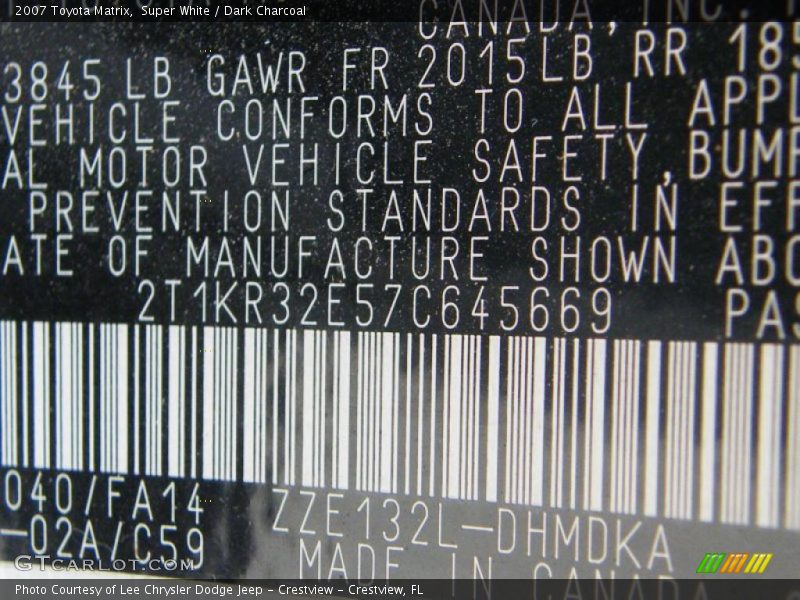 2007 Toyota Matrix, Super White / Dark Charcoal
CANADA, INC.
3845 LB GAWR FR 2015LB RR 185
VEHICLE CONFORMS TO ALL APPL
AL MOTOR VEHICLE SAFETY, BUMP
PREVENTION STANDARDS IN EFF
ATE OF MANUFACTURE SHOWN ABO
2T1KR32E57C645669 PAS
040/FA14 ZZE132L-DHMDKA
-02A/C59 MADE IN CANADA
GTCarLot.com
Photo Courtesy of Lee Chrysler Dodge Jeep - Crestview - Crestview, FL